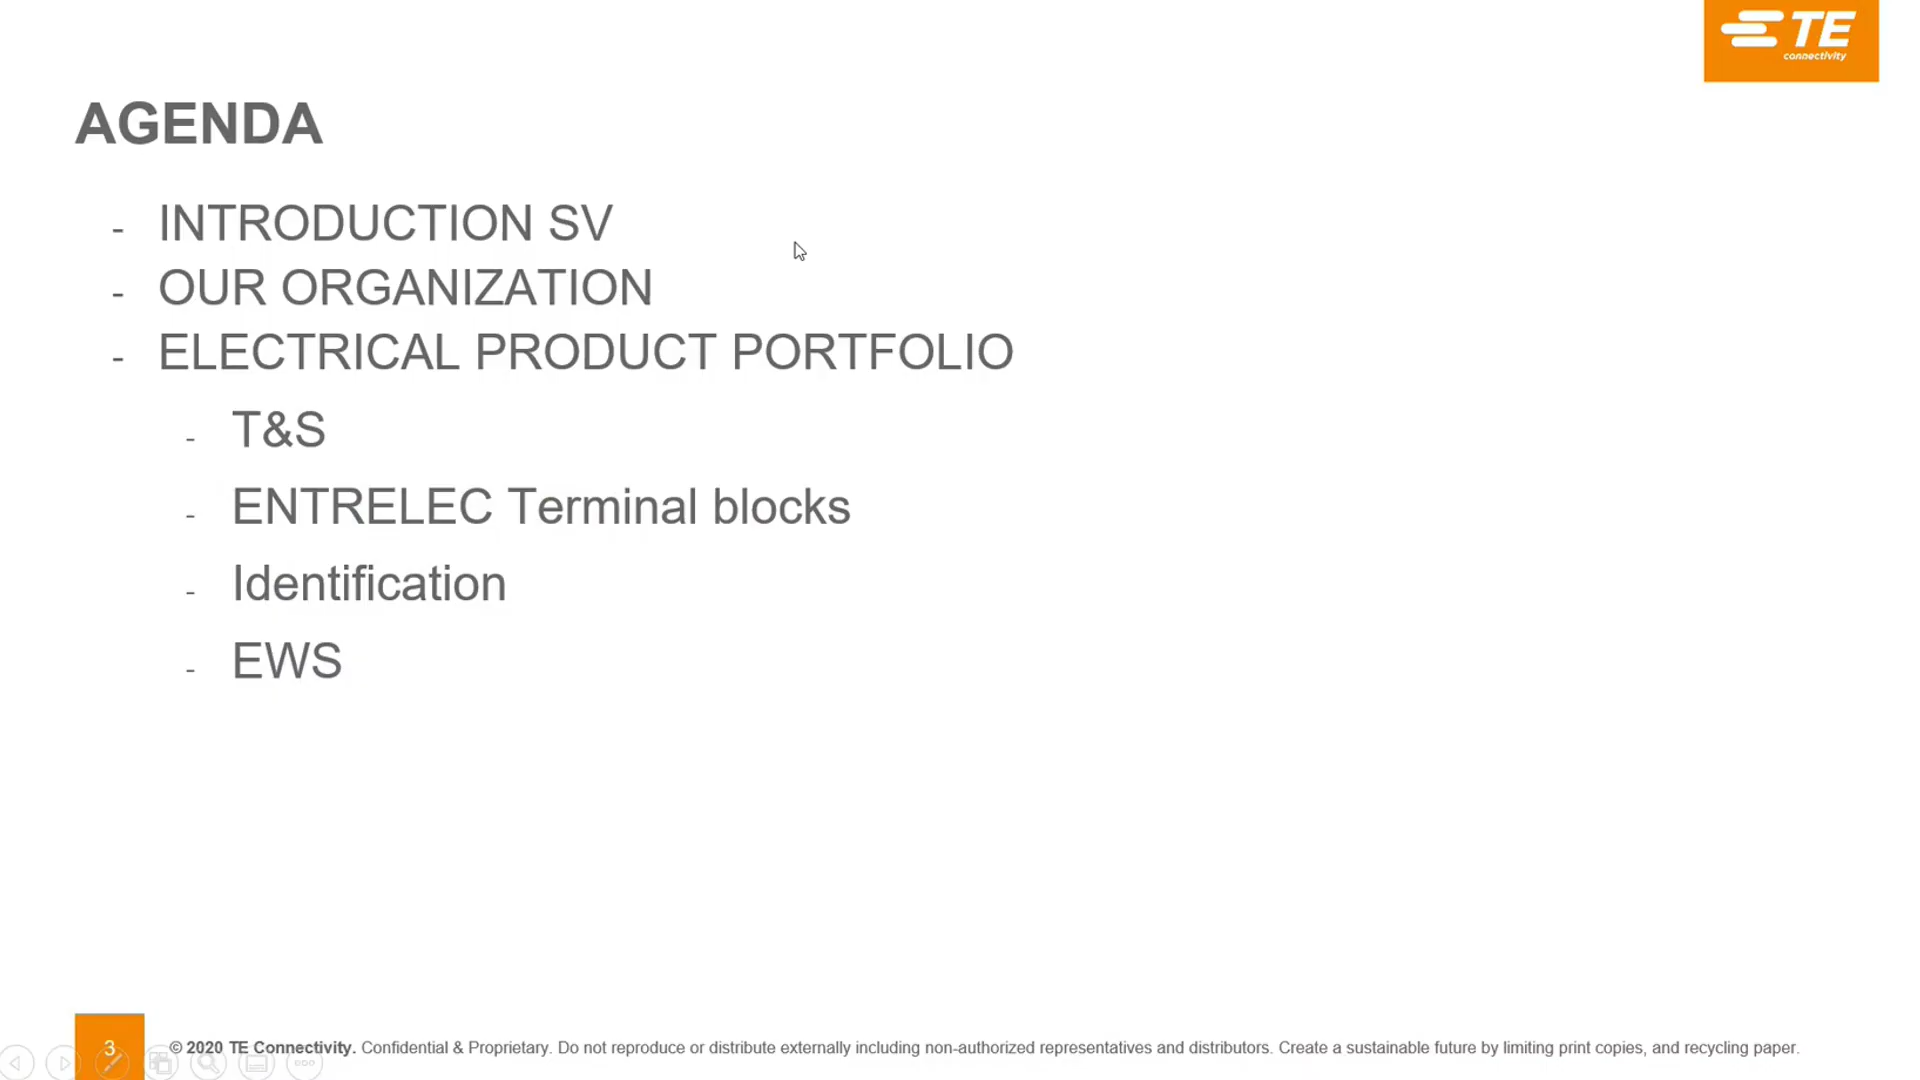 TE
connectivity
AGENDA
- INTRODUCTION SV
- OUR ORGANIZATION
- ELECTRICAL PRODUCT PORTFOLIO
- T&S
- ENTRELEC Terminal blocks
- Identification
- EWS
3
© 2020 TE Connectivity. Confidential & Proprietary. Do not reproduce or distribute externally including non-authorized representatives and distributors. Create a sustainable future by limiting print copies, and recycling paper.